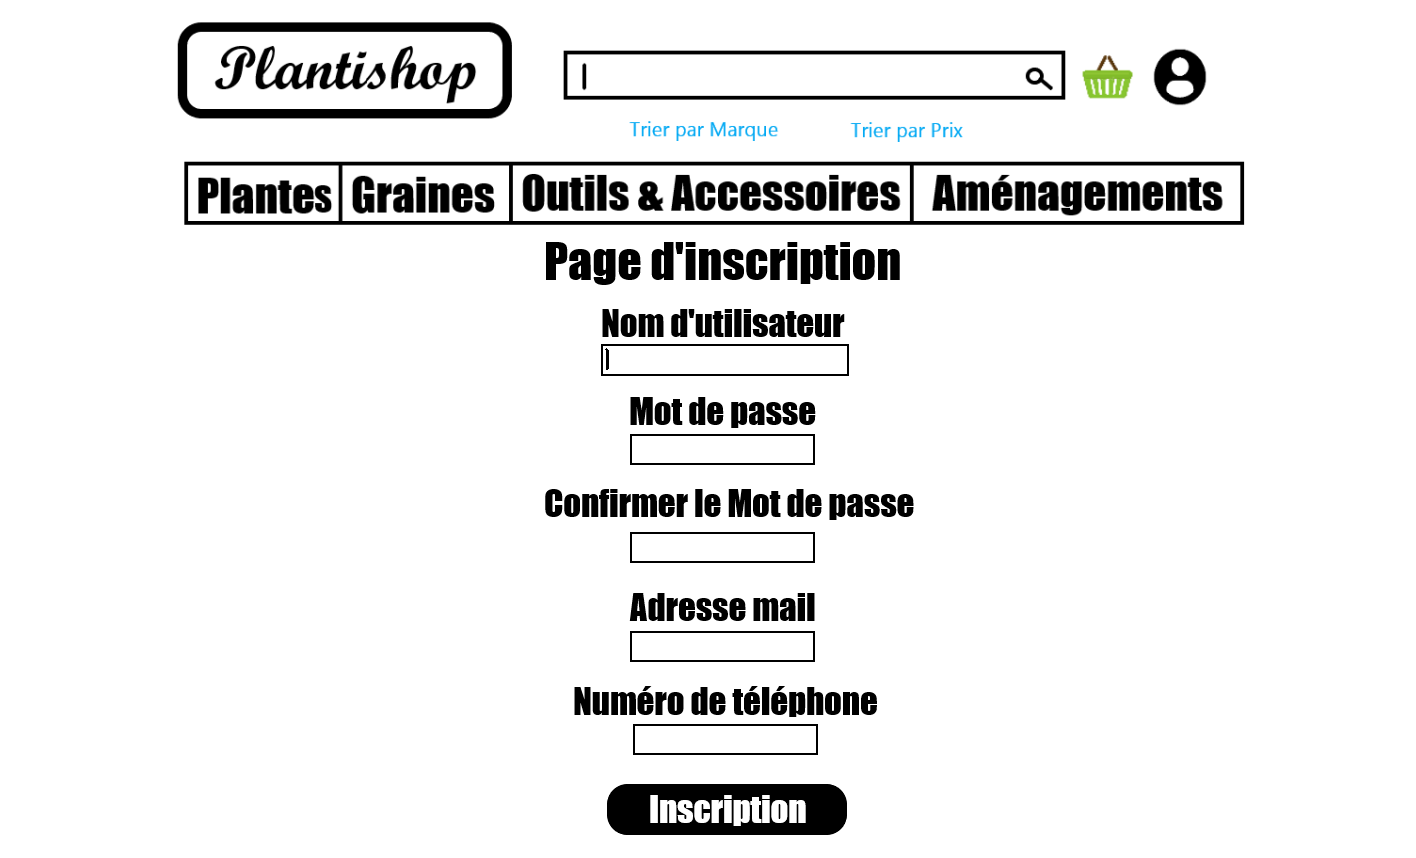 Plantishop
Trier par Marque Trier par Prix
Plantes Graines Outils & Accessoires Aménagements
Page d'inscription
Nom d'utilisateur
Mot de passe
Confirmer le Mot de passe
Adresse mail
Numéro de téléphone
Inscription